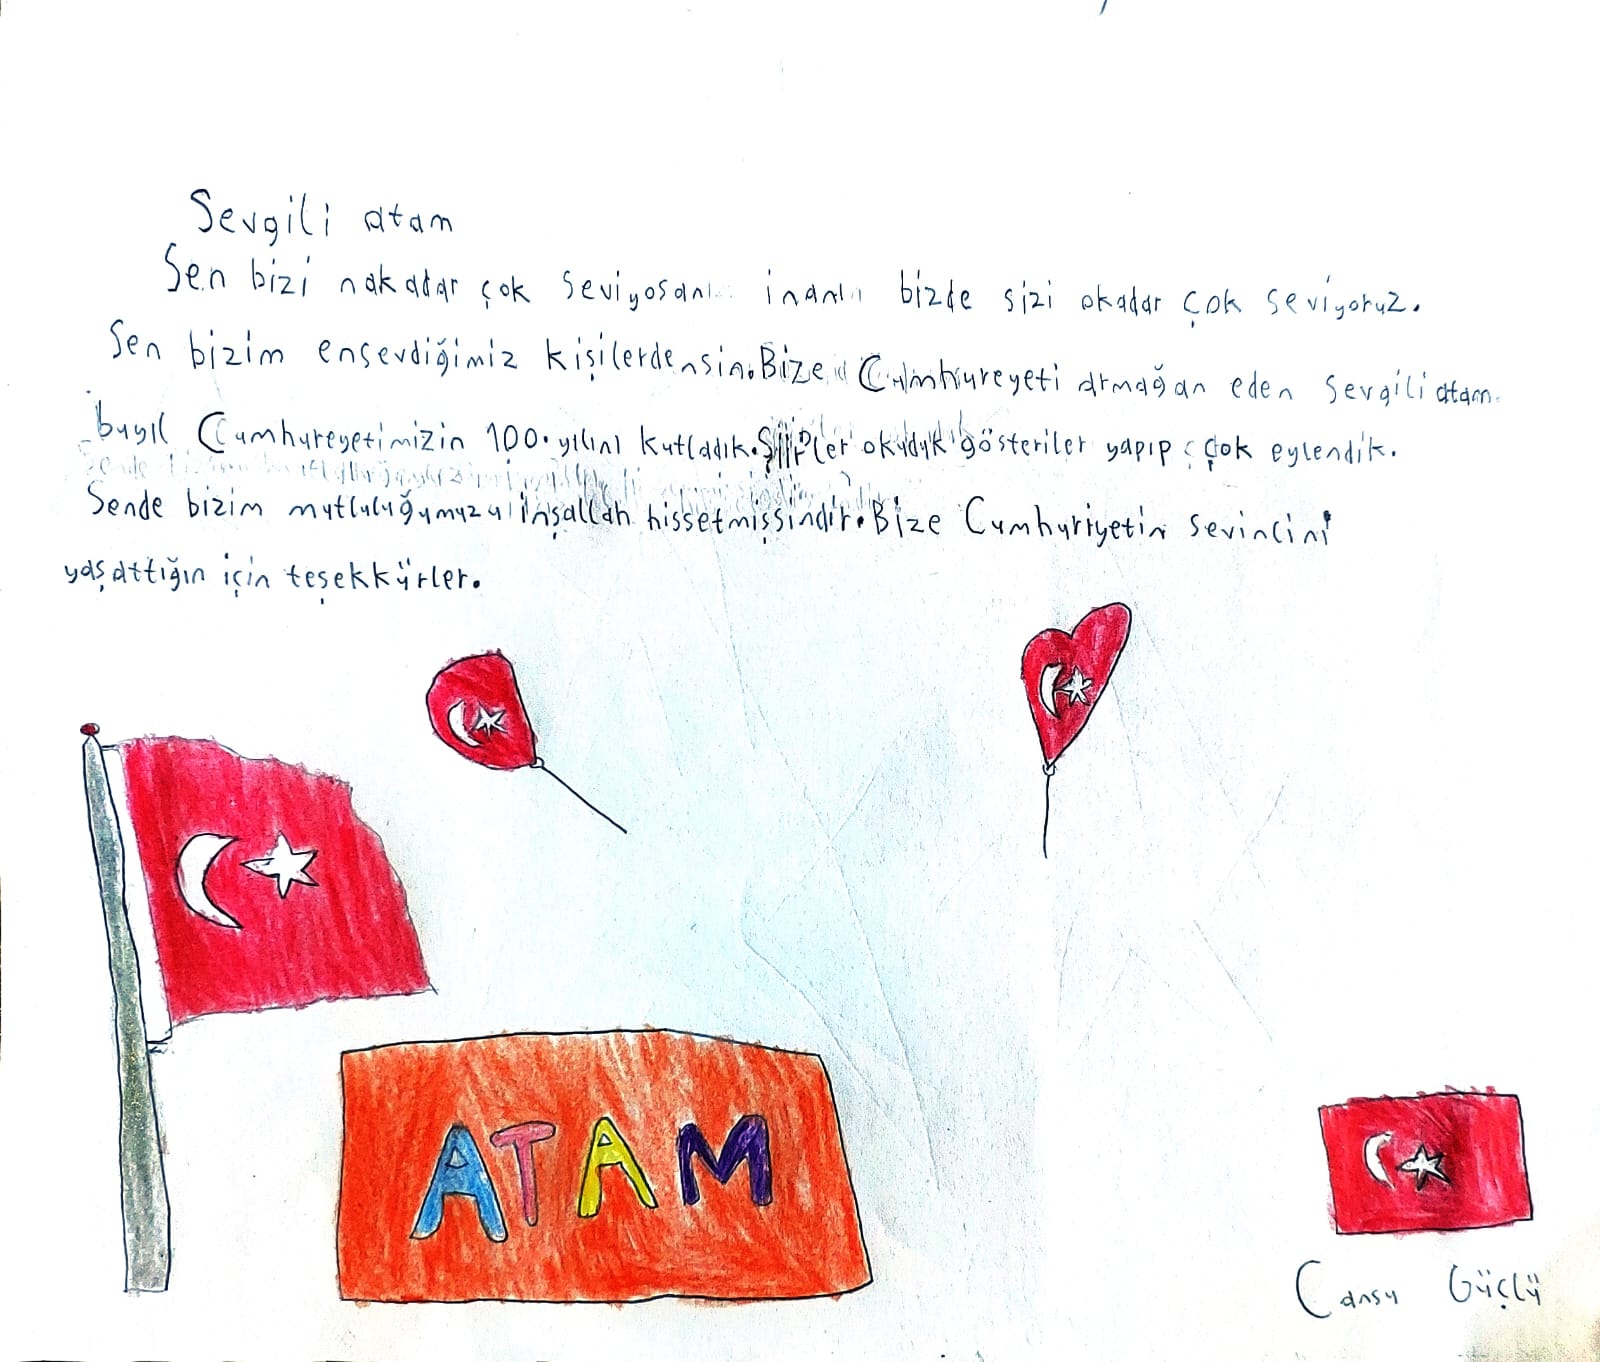 Sevgili atam
Sen bizi nakadar çok seviyosan inan bizde sizi okadar çok seviyoruz.
Sen bizim ensevdiğimiz kişilerdensin. Bize Cumhureyeti armağan eden sevgili atam.
buyıl Cumhureyetimizin 100. yılını kutladık. Şiirler okuduk gösteriler yapıp çok eylendik.
Sende bizim mutluluğumuzu inşallah hissetmişsindir. Bize Cumhuriyetin sevincini
yaşattığın için teşekkürler.
ATAM
Cansu Güçlü